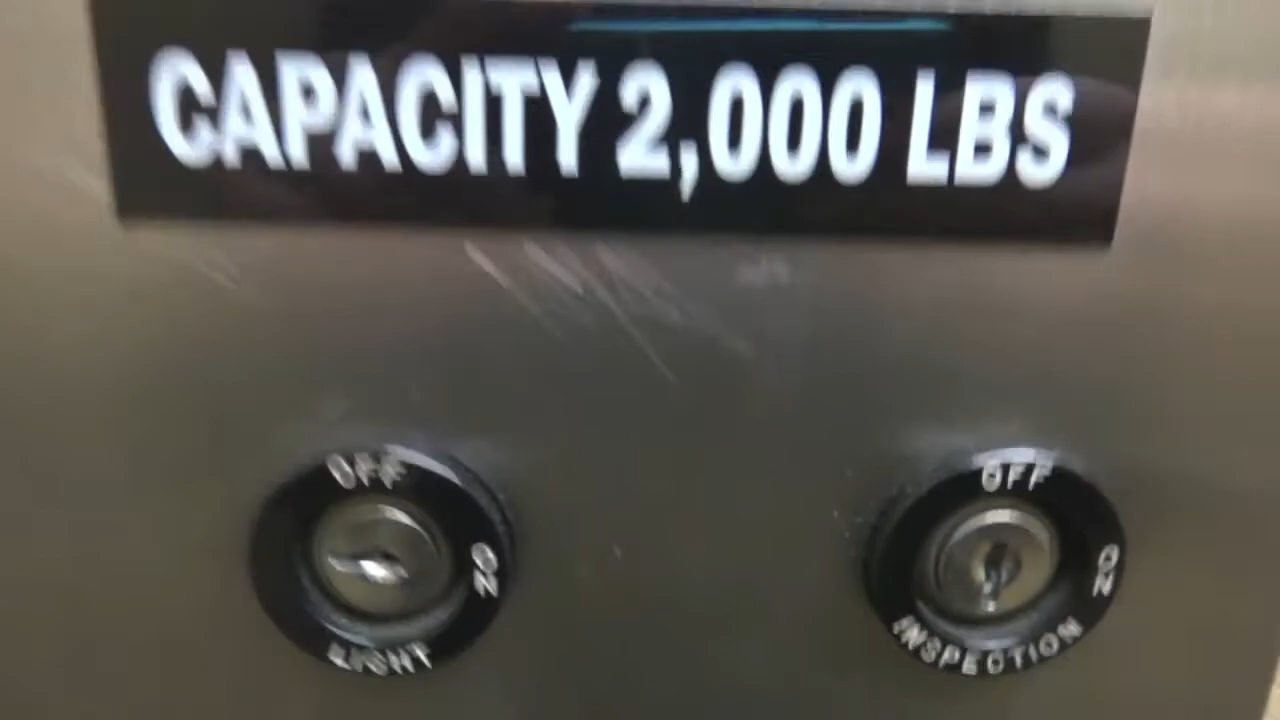 CAPACITY 2,000 LBS
OFF
ON
LIGHT
OFF
ON
INSPECTION